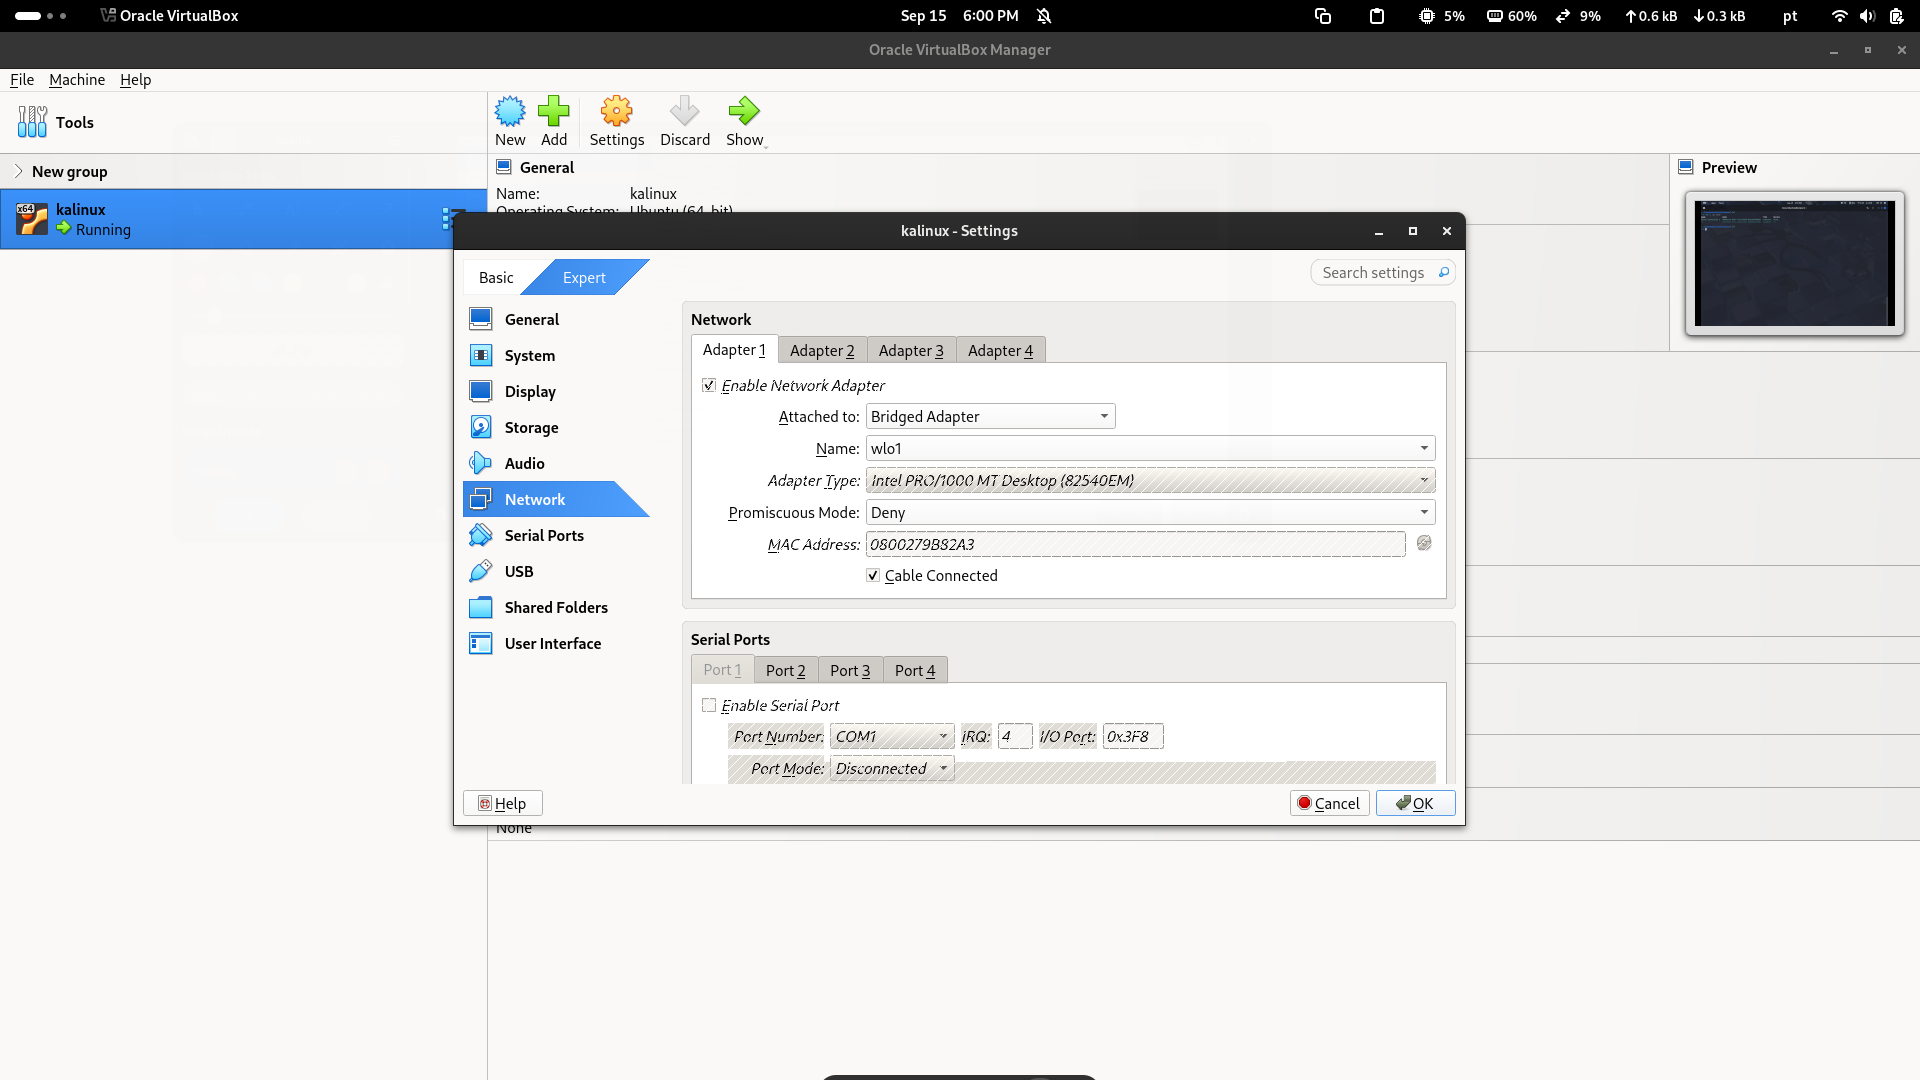 Oracle VirtualBox
Sep 15 6:00 PM
5% 60% 9% 0.6 kB 0.3 kB pt
Oracle VirtualBox Manager
File Machine Help
Tools
New Add Settings Discard Show
New group
General
Preview
Name: kalinux
Operating System: Ubuntu (64-bit)
x64
kalinux
Running
kalinux - Settings
Basic Expert
Search settings
General
System
Display
Storage
Audio
Network
Serial Ports
USB
Shared Folders
User Interface
Network
Adapter 1 Adapter 2 Adapter 3 Adapter 4
Enable Network Adapter
Attached to: Bridged Adapter
Name: wlo1
Adapter Type: Intel PRO/1000 MT Desktop (82540EM)
Promiscuous Mode: Deny
MAC Address: 0800279B82A3
Cable Connected
Serial Ports
Port 1 Port 2 Port 3 Port 4
Enable Serial Port
Port Number: COM1 IRQ: 4 I/O Port: 0x3F8
Port Mode: Disconnected
Help Cancel OK
None